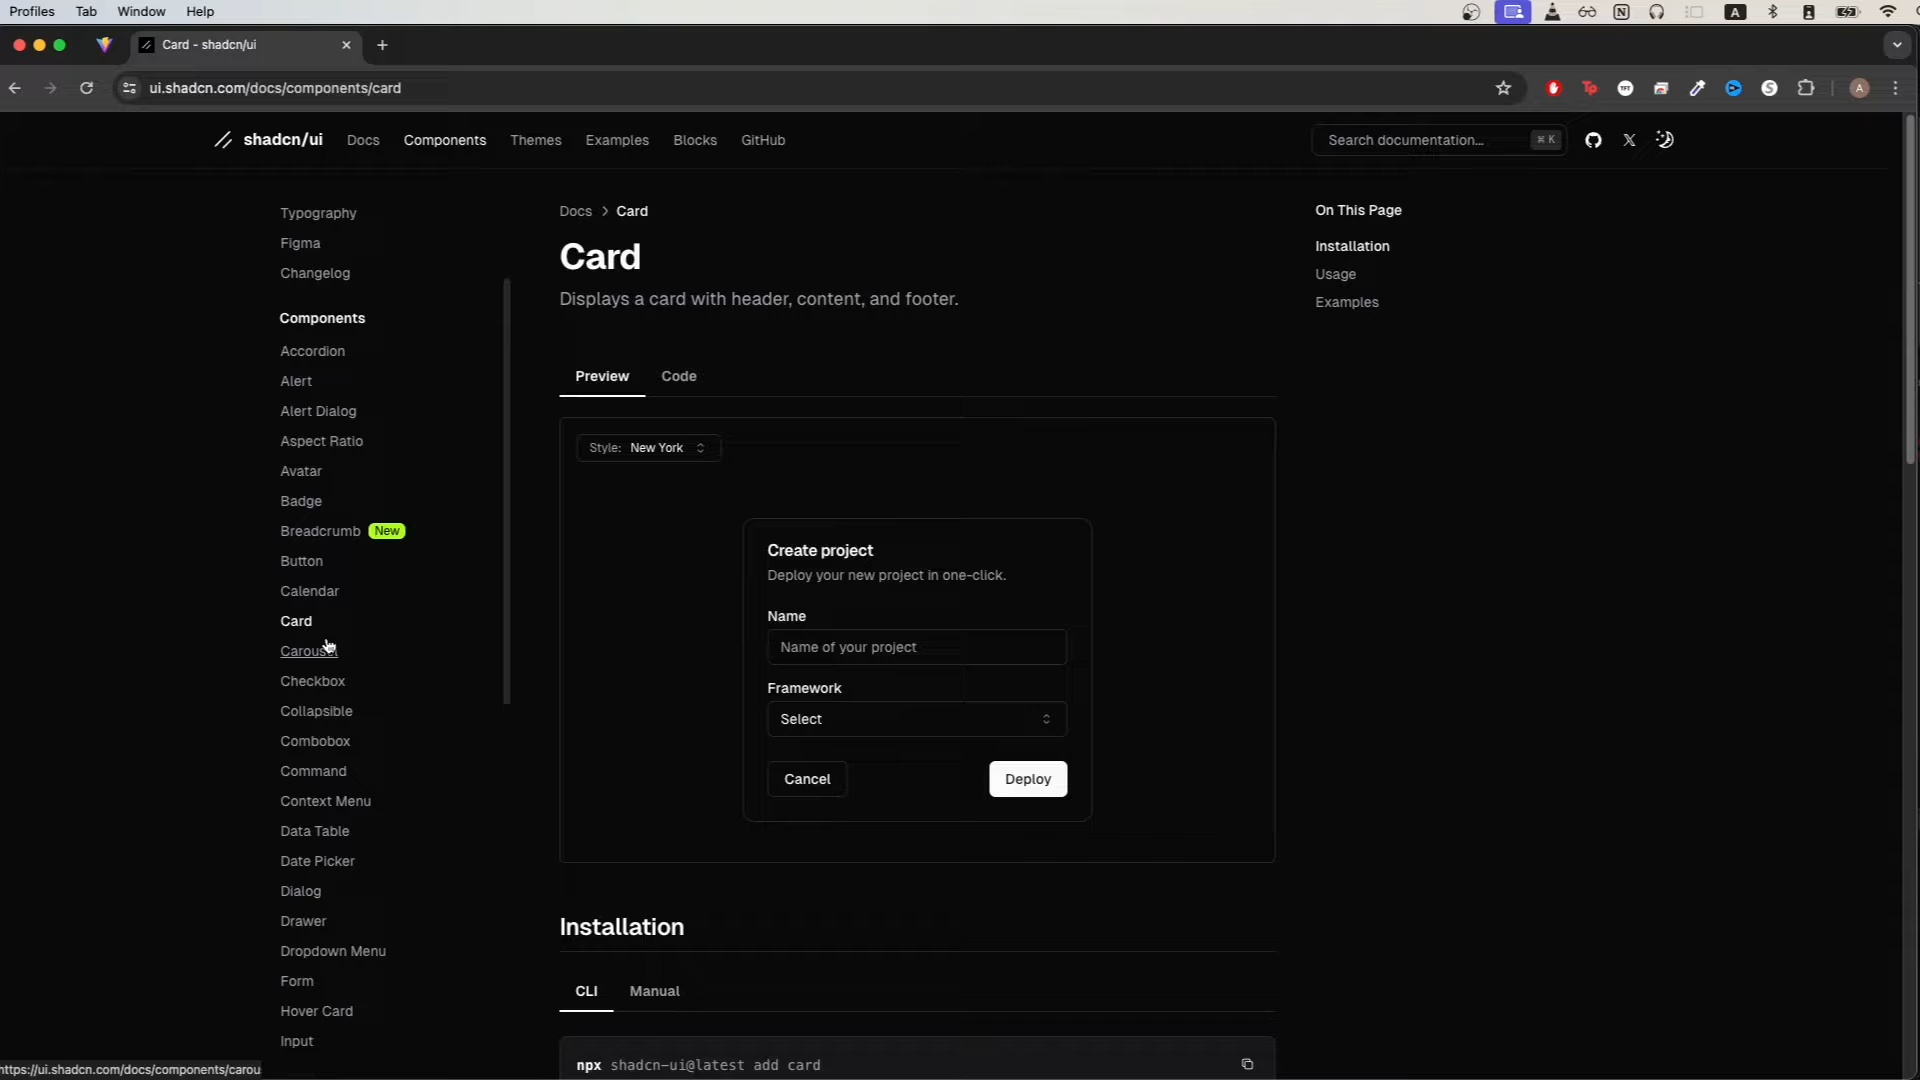 Profiles Tab Window Help
A
Card - shadcn/ui
ui.shadcn.com/docs/components/card
A
shadcn/ui Docs Components Themes Examples Blocks GitHub Search documentation... ⌘ K
Typography
Figma
Changelog
Components
Accordion
Alert
Alert Dialog
Aspect Ratio
Avatar
Badge
Breadcrumb New
Button
Calendar
Card
Carousel
Checkbox
Collapsible
Combobox
Command
Context Menu
Data Table
Date Picker
Dialog
Drawer
Dropdown Menu
Form
Hover Card
Input
Docs > Card
Card
Displays a card with header, content, and footer.
Preview Code
Style: New York
Create project
Deploy your new project in one-click.
Name
Name of your project
Framework
Select
Cancel Deploy
Installation
CLI Manual
npx shadcn-ui@latest add card
On This Page
Installation
Usage
Examples
https://ui.shadcn.com/docs/components/carou